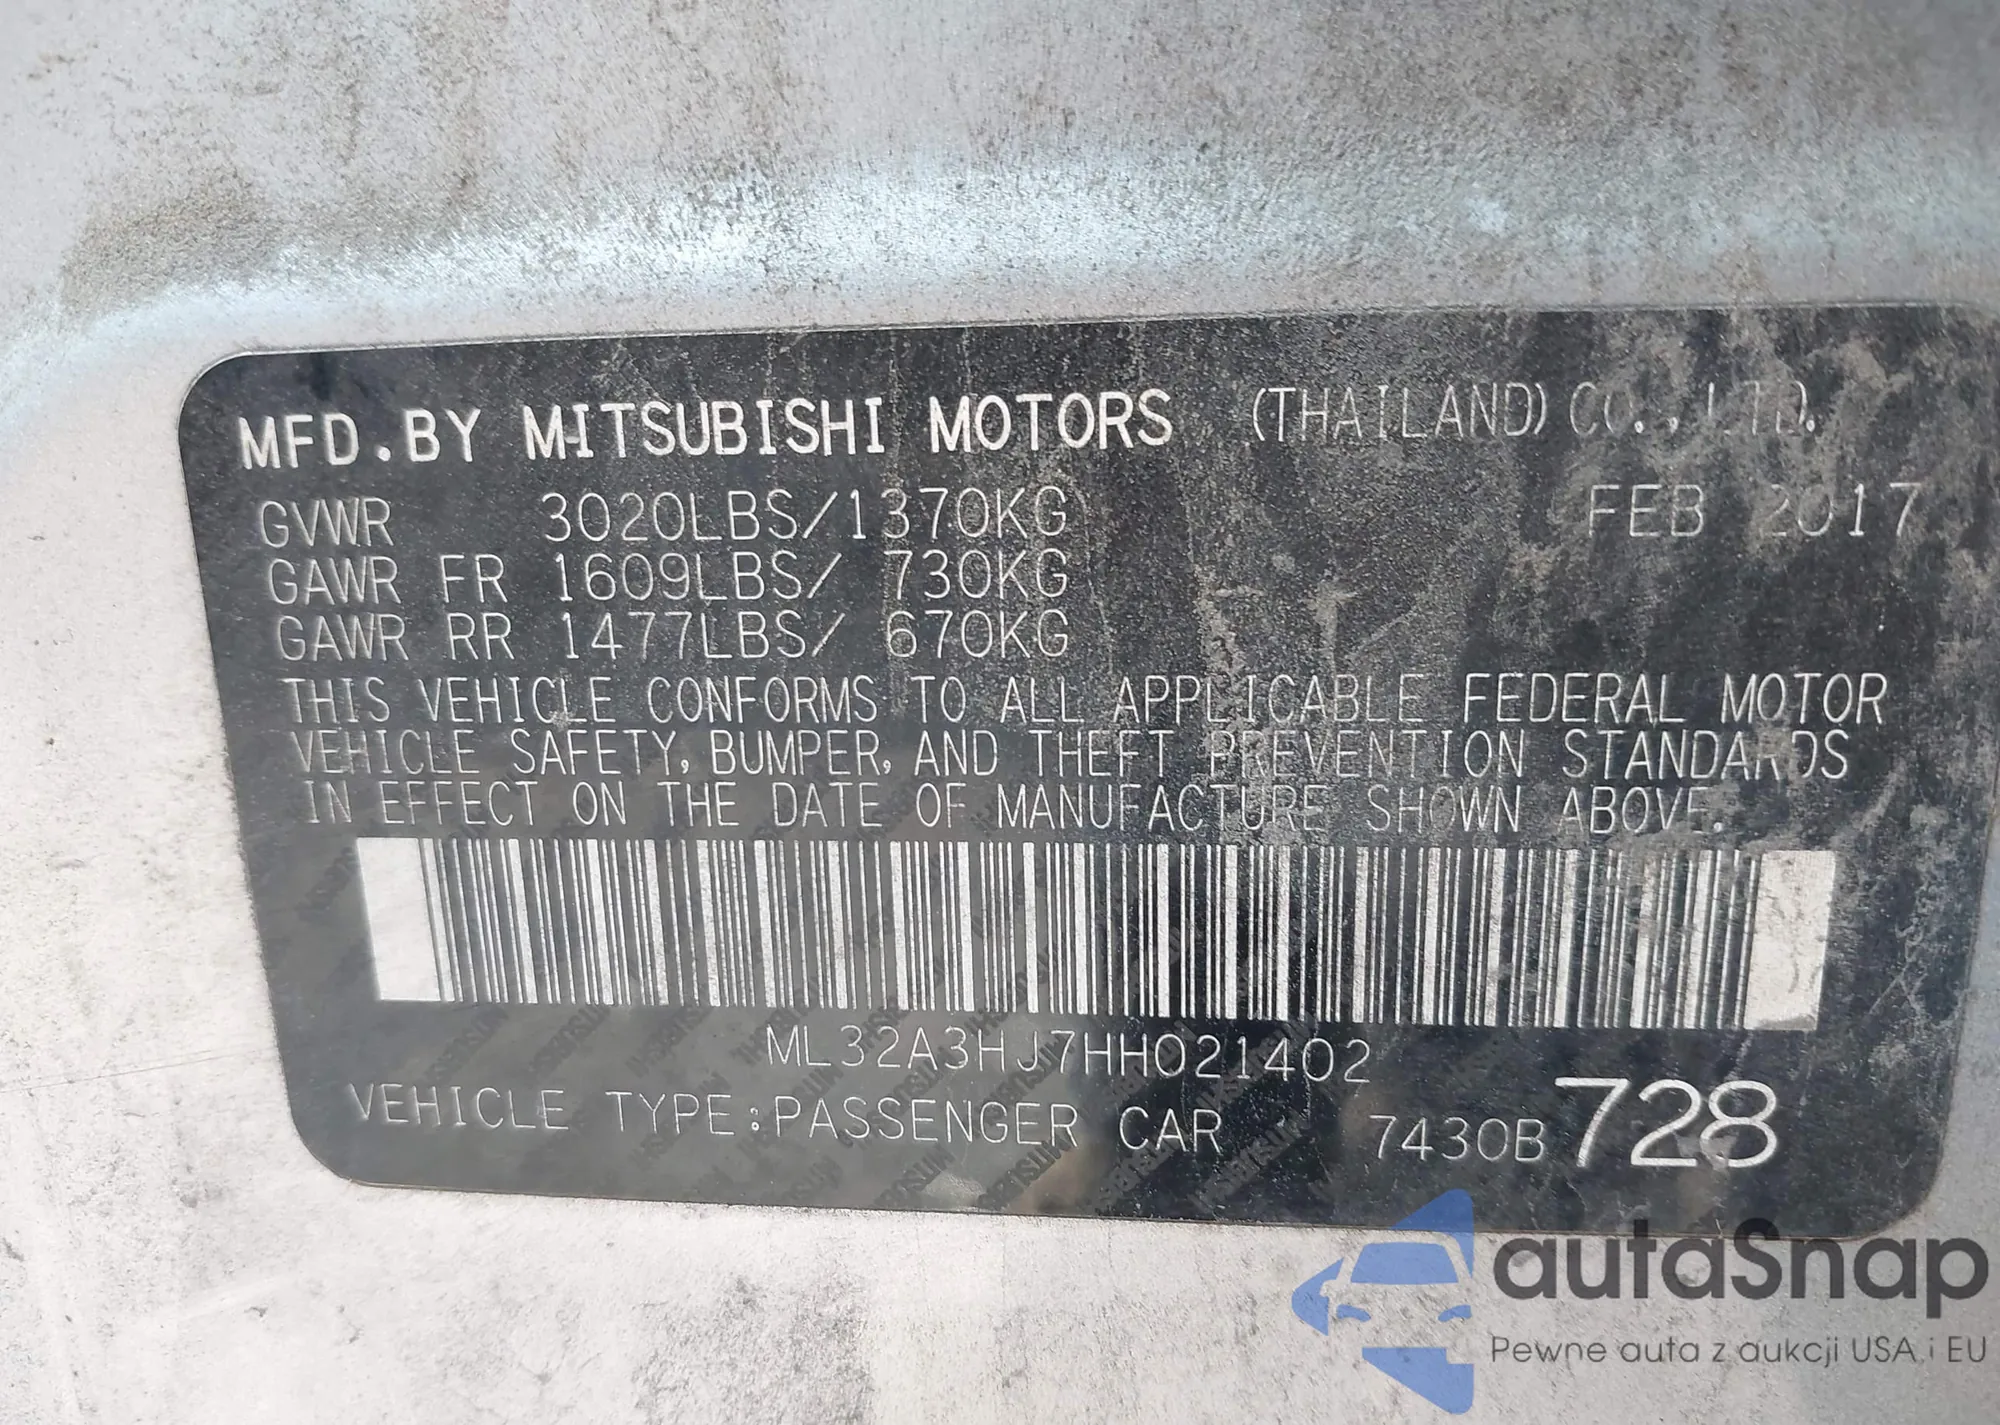 MFD.BY MITSUBISHI MOTORS (THAILAND) CO.,LTD.
GVWR 3020LBS/1370KG FEB 2017
GAWR FR 1609LBS/ 730KG
GAWR RR 1477LBS/ 670KG
THIS VEHICLE CONFORMS TO ALL APPLICABLE FEDERAL MOTOR
VEHICLE SAFETY, BUMPER, AND THEFT PREVENTION STANDARDS
IN EFFECT ON THE DATE OF MANUFACTURE SHOWN ABOVE.
ML32A3HJ7HH021402
VEHICLE TYPE:PASSENGER CAR 7430B 728
autaSnap
Pewne auta z aukcji USA i EU